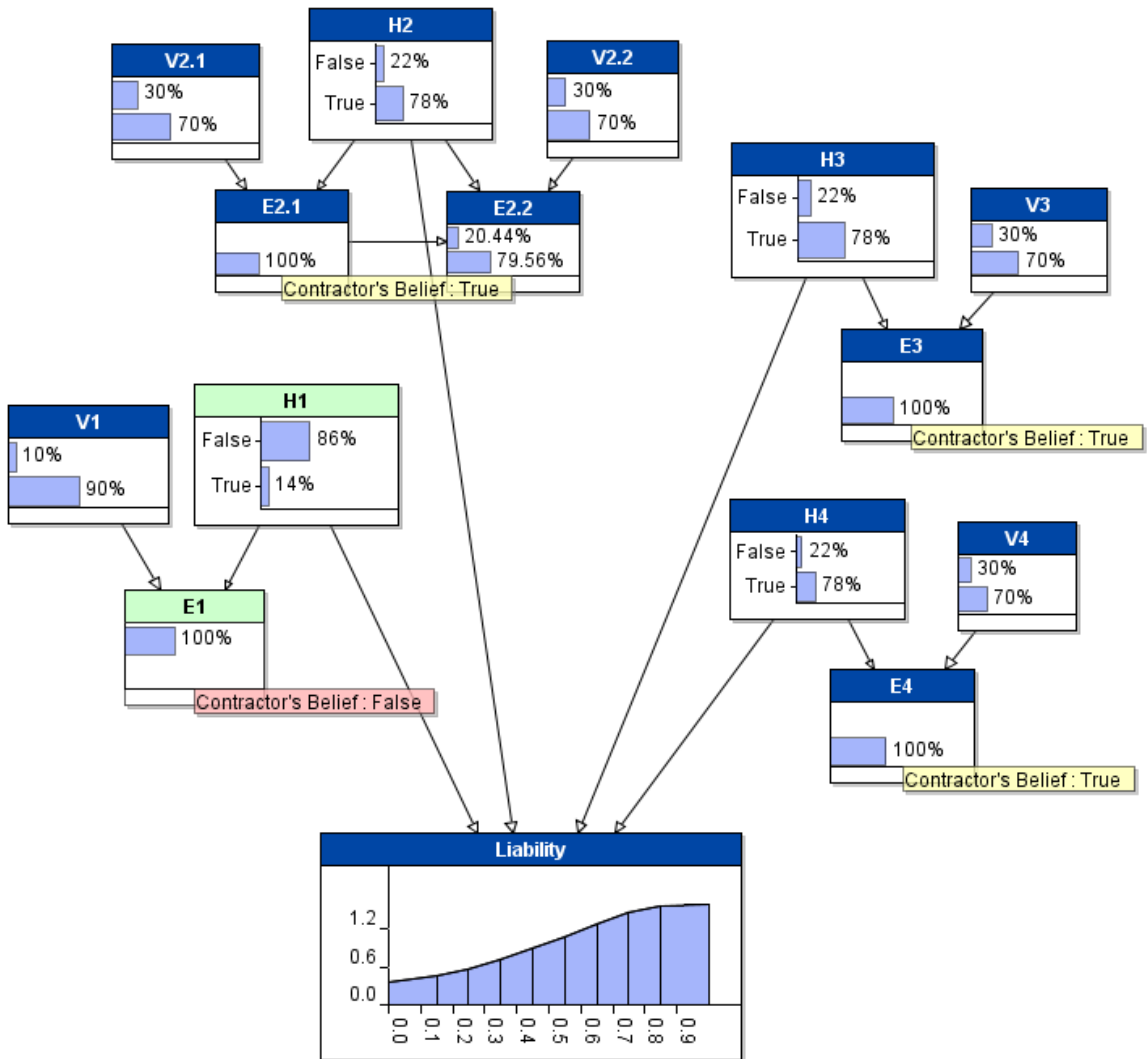 H2
False 22%
True 78%
V2.1
30%
70%
V2.2
30%
70%
E2.1
100%
Contractor's Belief : True
E2.2
20.44%
79.56%
H3
False 22%
True 78%
V3
30%
70%
E3
100%
Contractor's Belief : True
V1
10%
90%
H1
False 86%
True 14%
E1
100%
Contractor's Belief : False
H4
False 22%
True 78%
V4
30%
70%
E4
100%
Contractor's Belief : True
Liability
1.2
0.6
0.0
0.0 0.1 0.2 0.3 0.4 0.5 0.6 0.7 0.8 0.9